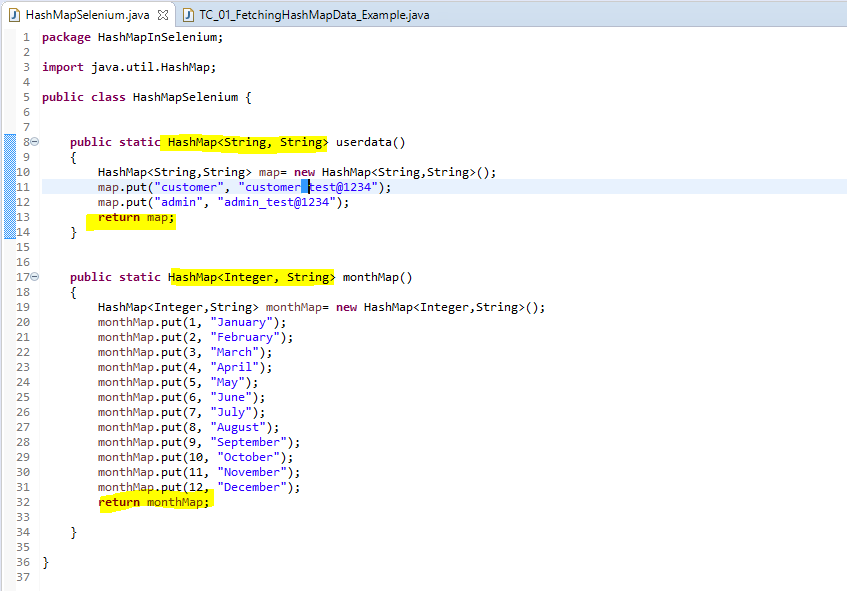 HashMapSelenium.java
TC_01_FetchingHashMapData_Example.java
1 package HashMapInSelenium;
2
3 import java.util.HashMap;
4
5 public class HashMapSelenium {
6
7
8 public static HashMap<String, String> userdata()
9 {
10 HashMap<String,String> map= new HashMap<String,String>();
11 map.put("customer", "customer test@1234");
12 map.put("admin", "admin_test@1234");
13 return map;
14 }
15
16
17 public static HashMap<Integer, String> monthMap()
18 {
19 HashMap<Integer,String> monthMap= new HashMap<Integer,String>();
20 monthMap.put(1, "January");
21 monthMap.put(2, "February");
22 monthMap.put(3, "March");
23 monthMap.put(4, "April");
24 monthMap.put(5, "May");
25 monthMap.put(6, "June");
26 monthMap.put(7, "July");
27 monthMap.put(8, "August");
28 monthMap.put(9, "September");
29 monthMap.put(10, "October");
30 monthMap.put(11, "November");
31 monthMap.put(12, "December");
32 return monthMap;
33
34 }
35
36 }
37